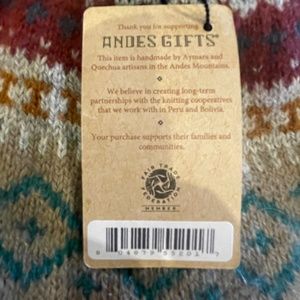 Thank you for supporting
ANDES GIFTS®
This item is handmade by Aymara and
Quechua artisans in the Andes Mountains.
We believe in creating long-term
partnerships with the knitting cooperatives
that we work with in Peru and Bolivia.
Your purchase supports their families and
communities.
FAIR TRADE
FEDERATION
MEMBER